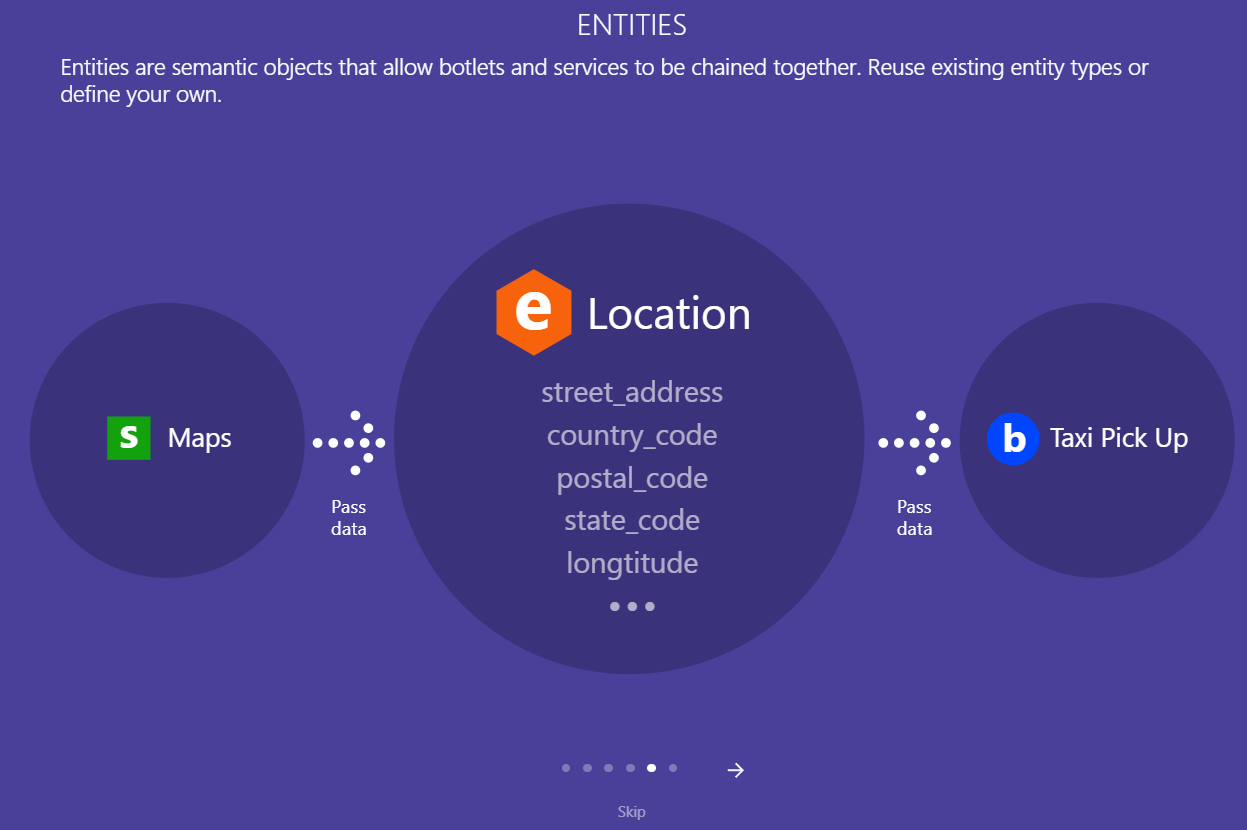 ENTITIES
Entities are semantic objects that allow botlets and services to be chained together. Reuse existing entity types or
define your own.
e Location
street_address
country_code
postal_code
state_code
longtitude
S Maps
Pass
data
Pass
data
b Taxi Pick Up
Skip